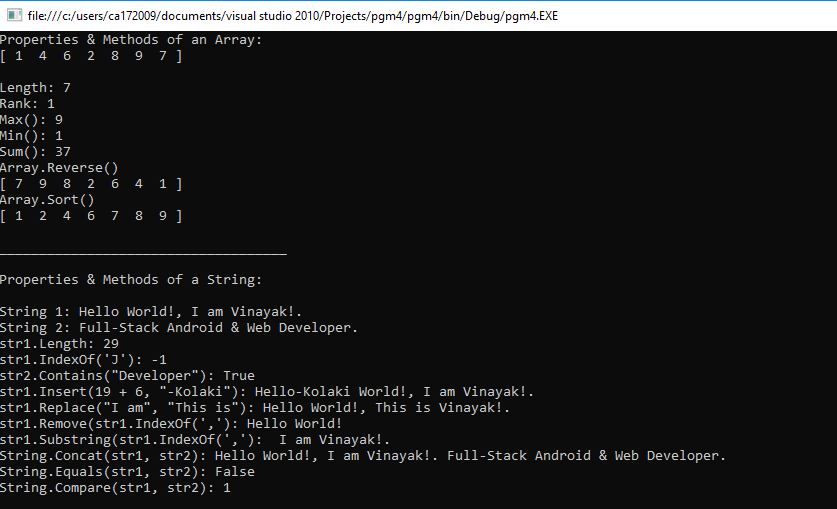 file:///c:/users/ca172009/documents/visual studio 2010/Projects/pgm4/pgm4/bin/Debug/pgm4.EXE
Properties & Methods of an Array:
[ 1 4 6 2 8 9 7 ]
Length: 7
Rank: 1
Max(): 9
Min(): 1
Sum(): 37
Array.Reverse()
[ 7 9 8 2 6 4 1 ]
Array.Sort()
[ 1 2 4 6 7 8 9 ]
____________________________________
Properties & Methods of a String:
String 1: Hello World!, I am Vinayak!.
String 2: Full-Stack Android & Web Developer.
str1.Length: 29
str1.IndexOf('J'): -1
str2.Contains("Developer"): True
str1.Insert(19 + 6, "-Kolaki"): Hello-Kolaki World!, I am Vinayak!.
str1.Replace("I am", "This is"): Hello World!, This is Vinayak!.
str1.Remove(str1.IndexOf(','): Hello World!
str1.Substring(str1.IndexOf(','):  I am Vinayak!.
String.Concat(str1, str2): Hello World!, I am Vinayak!. Full-Stack Android & Web Developer.
String.Equals(str1, str2): False
String.Compare(str1, str2): 1